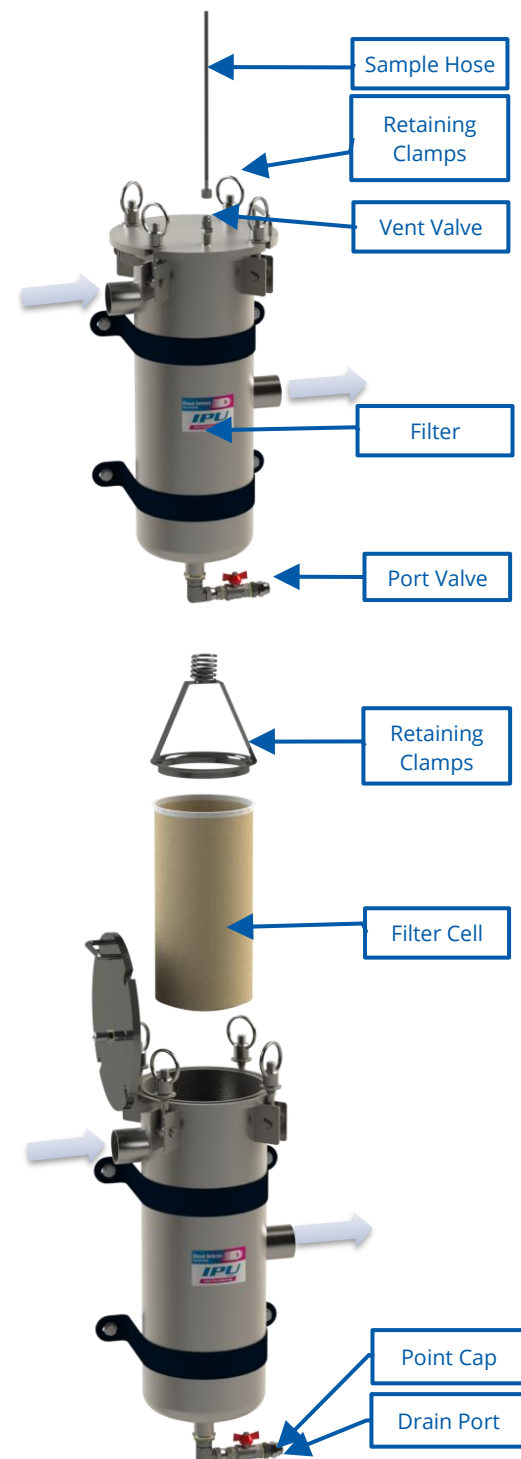 Sample Hose
Retaining
Clamps
Vent Valve
IPU
Filter
Port Valve
Retaining
Clamps
Filter Cell
IPU
Point Cap
Drain Port